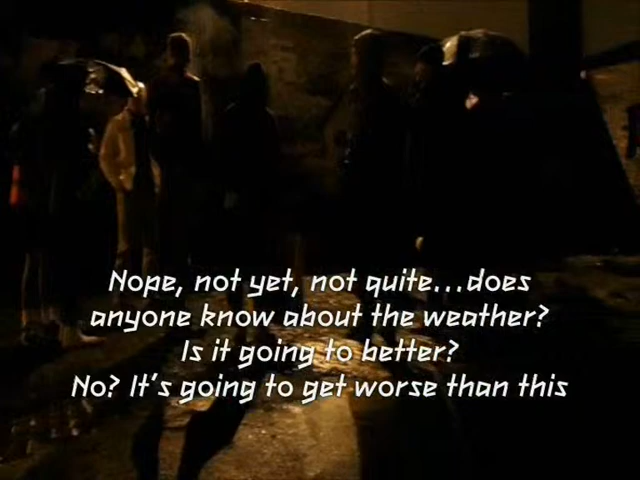 Nope, not yet, not quite...does
anyone know about the weather?
Is it going to better?
No? It's going to get worse than this